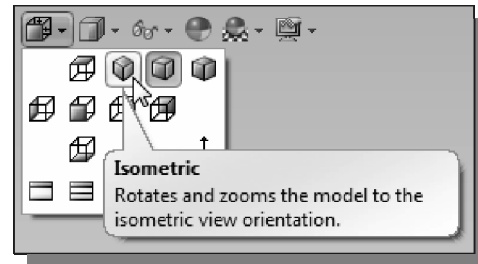 Isometric
Rotates and zooms the model to the
isometric view orientation.